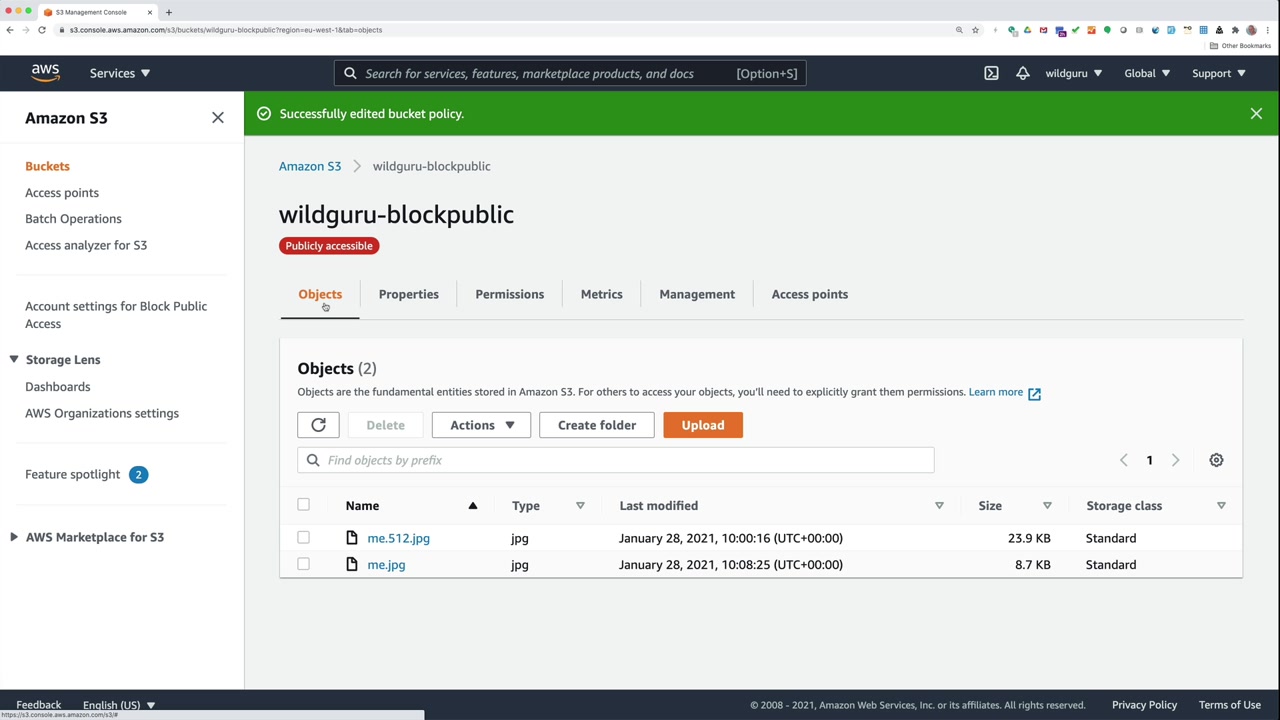 S3 Management Console
s3.console.aws.amazon.com/s3/buckets/wildguru-blockpublic?region=eu-west-1&tab=objects
Other Bookmarks
aws
Services
Search for services, features, marketplace products, and docs [Option+S]
wildguru
Global
Support
Amazon S3
Buckets
Access points
Batch Operations
Access analyzer for S3
Account settings for Block Public
Access
Storage Lens
Dashboards
AWS Organizations settings
Feature spotlight 2
AWS Marketplace for S3
Successfully edited bucket policy.
Amazon S3 wildguru-blockpublic
wildguru-blockpublic
Publicly accessible
Objects Properties Permissions Metrics Management Access points
Objects (2)
Objects are the fundamental entities stored in Amazon S3. For others to access your objects, you'll need to explicitly grant them permissions. Learn more
Delete Actions Create folder Upload
Find objects by prefix
1
Name Type Last modified Size Storage class
me.512.jpg jpg January 28, 2021, 10:00:16 (UTC+00:00) 23.9 KB Standard
me.jpg jpg January 28, 2021, 10:08:25 (UTC+00:00) 8.7 KB Standard
Feedback English (US) © 2008 - 2021, Amazon Web Services, Inc. or its affiliates. All rights reserved. Privacy Policy Terms of Use
https://s3.console.aws.amazon.com/s3/#